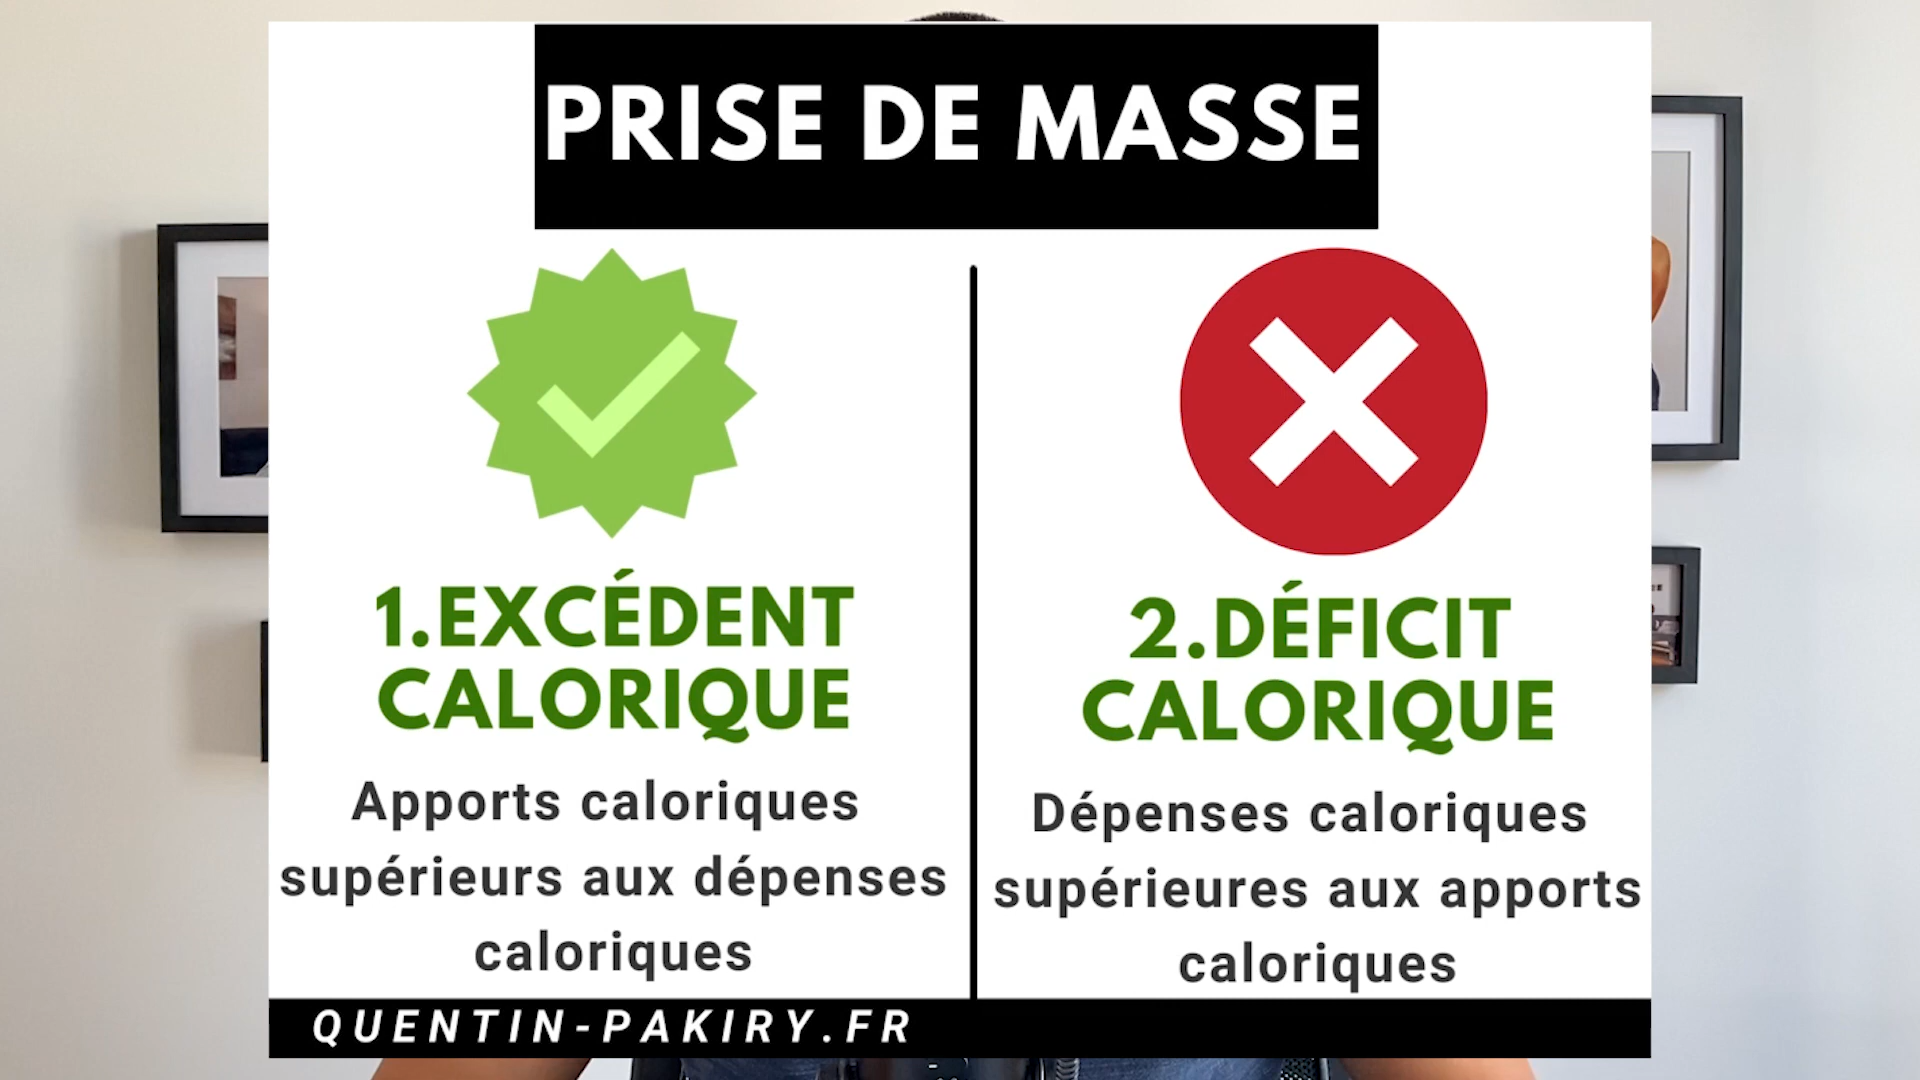 PRISE DE MASSE
1.EXCÉDENT
CALORIQUE
Apports caloriques
supérieurs aux dépenses
caloriques
2.DÉFICIT
CALORIQUE
Dépenses caloriques
supérieures aux apports
caloriques
QUENTIN-PAKIRY.FR